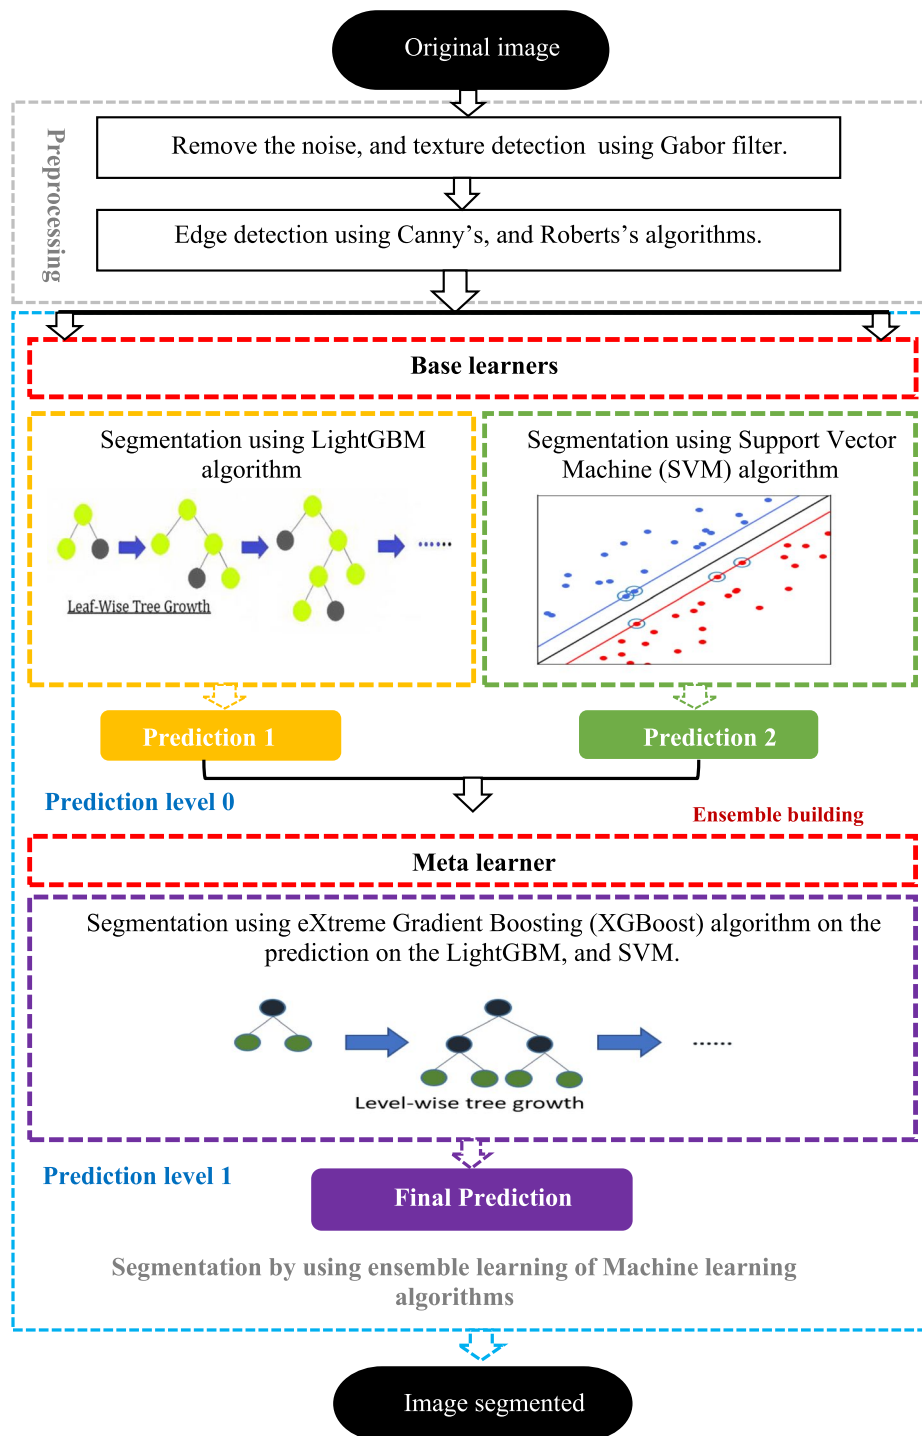 Original image
Preprocessing
Remove the noise, and texture detection using Gabor filter.
Edge detection using Canny's, and Roberts's algorithms.
Base learners
Segmentation using LightGBM
algorithm
Leaf-Wise Tree Growth
Segmentation using Support Vector
Machine (SVM) algorithm
Prediction 1
Prediction 2
Prediction level 0
Ensemble building
Meta learner
Segmentation using eXtreme Gradient Boosting (XGBoost) algorithm on the
prediction on the LightGBM, and SVM.
......
Level-wise tree growth
Prediction level 1
Final Prediction
Segmentation by using ensemble learning of Machine learning
algorithms
Image segmented